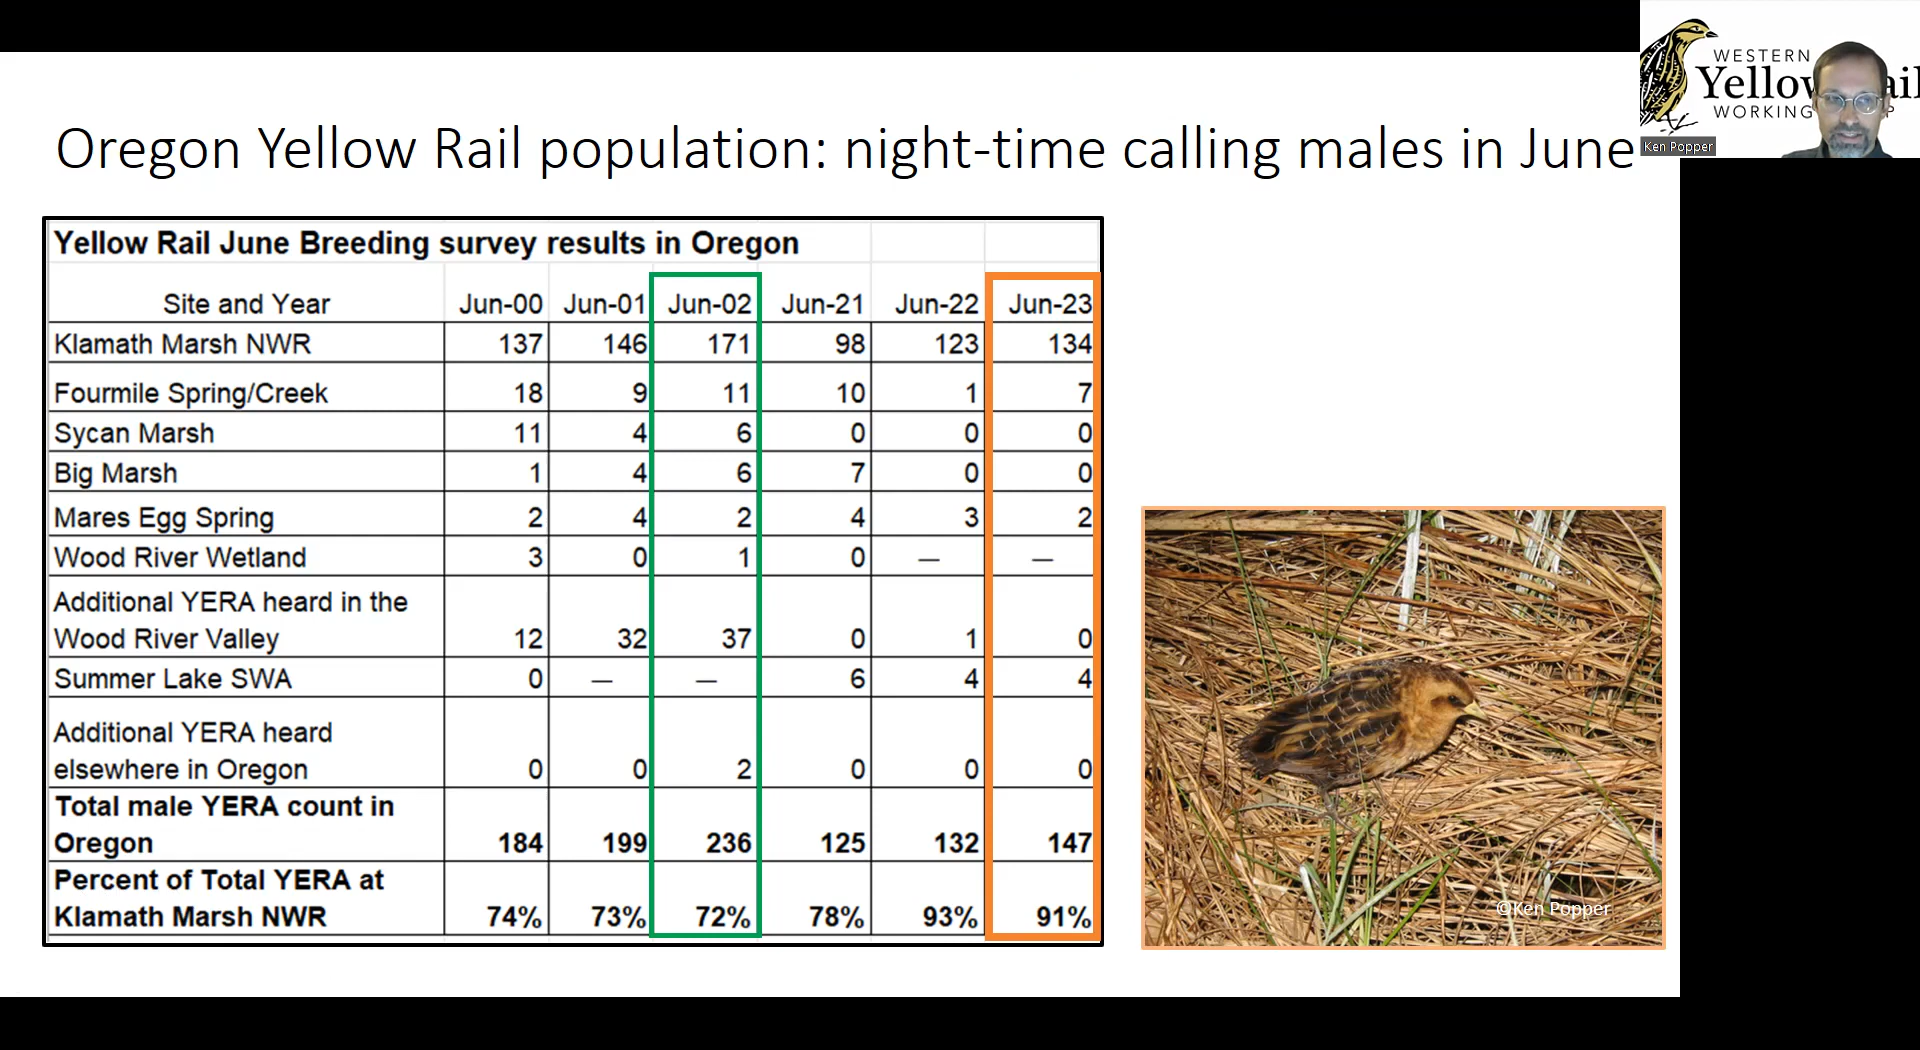 WESTERN
Yellow
WORKING
Ken Popper
Oregon Yellow Rail population: night-time calling males in June
Yellow Rail June Breeding survey results in Oregon
Site and Year Jun-00 Jun-01 Jun-02 Jun-21 Jun-22 Jun-23
Klamath Marsh NWR 137 146 171 98 123 134
Fourmile Spring/Creek 18 9 11 10 1 7
Sycan Marsh 11 4 6 0 0 0
Big Marsh 1 4 6 7 0 0
Mares Egg Spring 2 4 2 4 3 2
Wood River Wetland 3 0 1 0 — —
Additional YERA heard in the
Wood River Valley 12 32 37 0 1 0
Summer Lake SWA 0 — — 6 4 4
Additional YERA heard
elsewhere in Oregon 0 0 2 0 0 0
Total male YERA count in
Oregon 184 199 236 125 132 147
Percent of Total YERA at
Klamath Marsh NWR 74% 73% 72% 78% 93% 91%
©Ken Popper